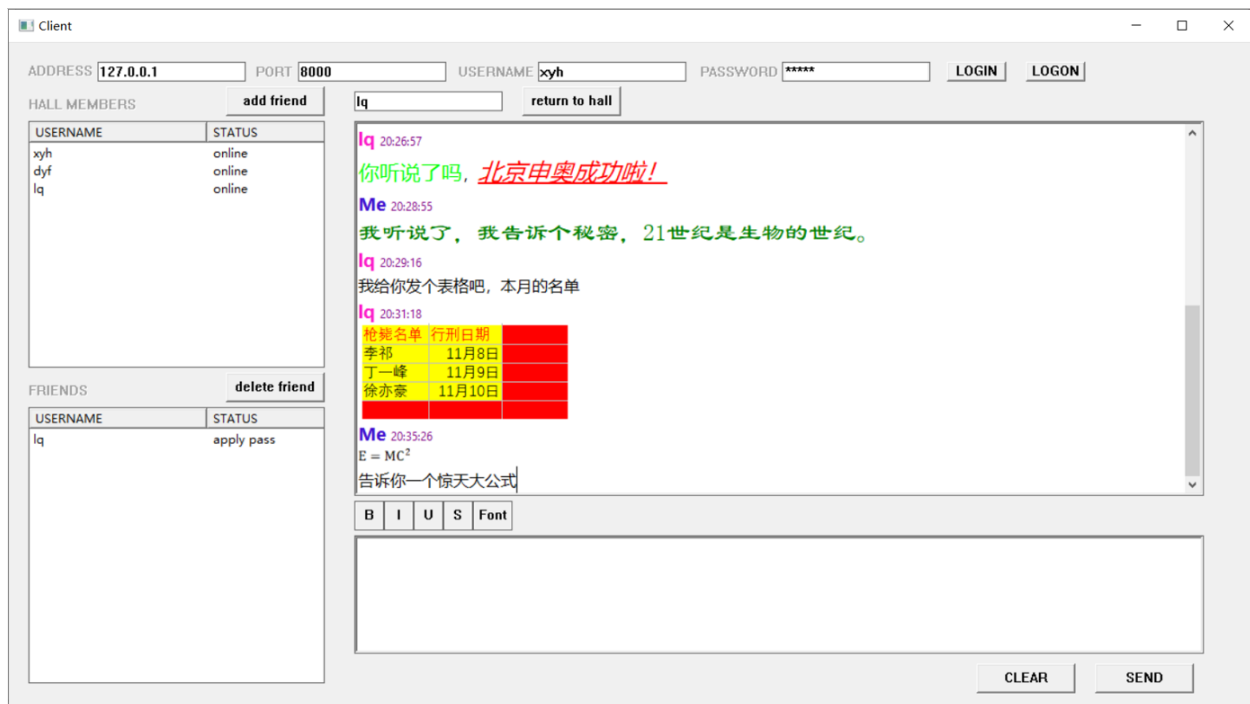 Client
ADDRESS 127.0.0.1 PORT 8000 USERNAME xyh PASSWORD ***** LOGIN LOGON
HALL MEMBERS add friend lq return to hall
USERNAME STATUS
xyh online
dyf online
lq online
FRIENDS delete friend
USERNAME STATUS
lq apply pass
lq 20:26:57
你听说了吗，北京申奥成功啦！
Me 20:28:55
我听说了，我告诉个秘密，21世纪是生物的世纪。
lq 20:29:16
我给你发个表格吧，本月的名单
lq 20:31:18
枪毙名单 行刑日期
李祁 11月8日
丁一峰 11月9日
徐亦豪 11月10日
Me 20:35:26
E = MC²
告诉你一个惊天大公式
B I U S Font
CLEAR SEND